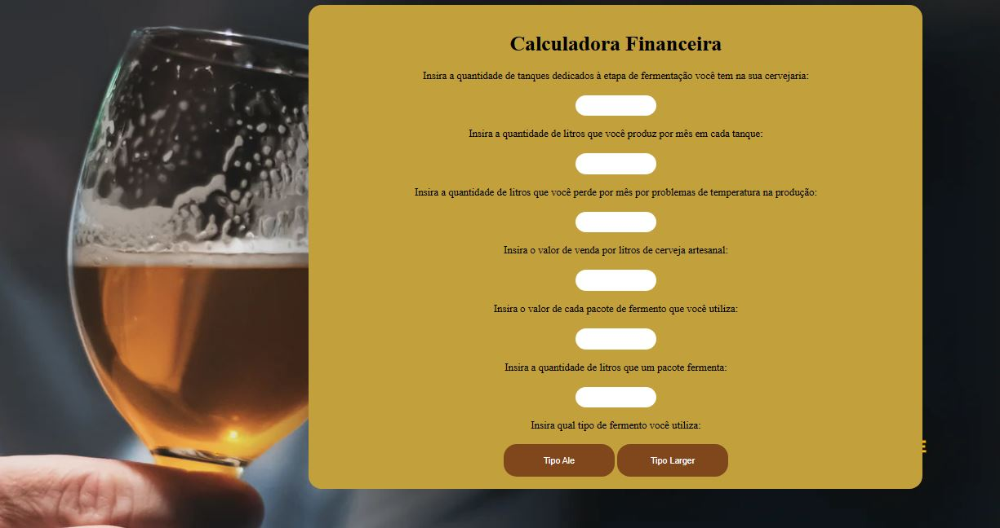 Calculadora Financeira
Insira a quantidade de tanques dedicados à etapa de fermentação você tem na sua cervejaria:
Insira a quantidade de litros que você produz por mês em cada tanque:
Insira a quantidade de litros que você perde por mês por problemas de temperatura na produção:
Insira o valor de venda por litros de cerveja artesanal:
Insira o valor de cada pacote de fermento que você utiliza:
Insira a quantidade de litros que um pacote fermenta:
Insira qual tipo de fermento você utiliza:
Tipo Ale Tipo Larger